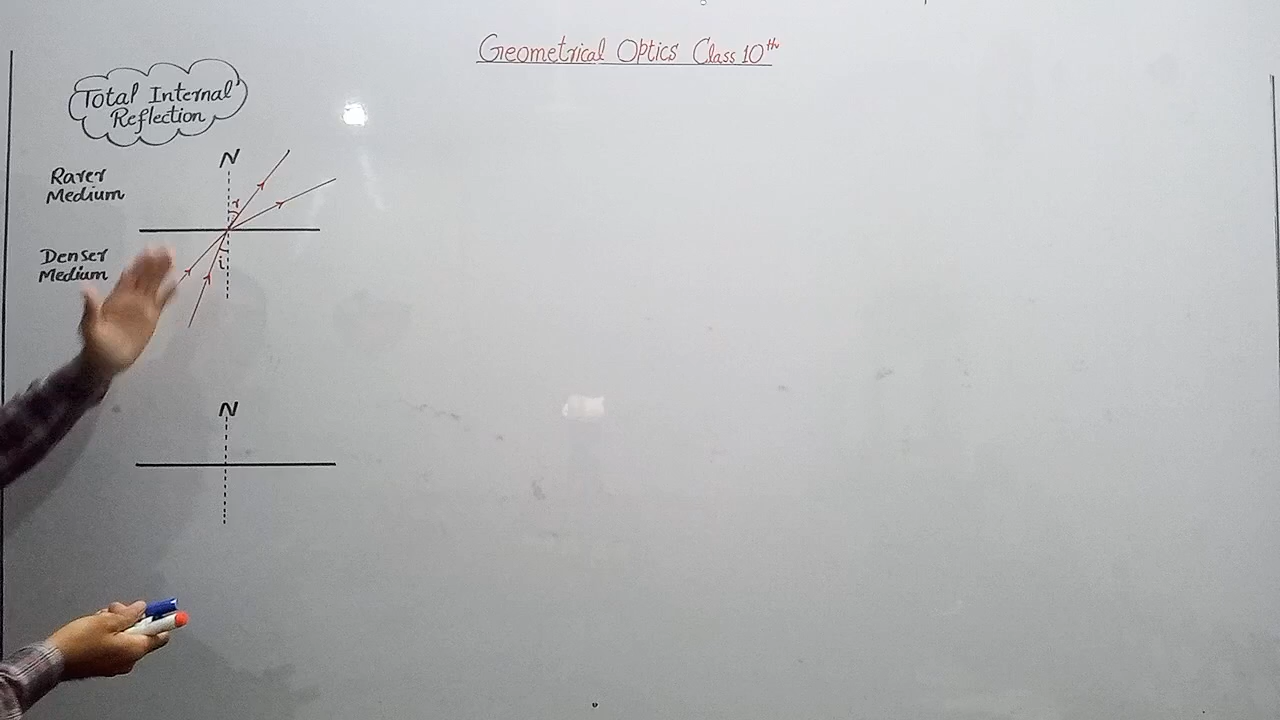 Geometrical Optics Class 10th
Total Internal
Reflection
N
Rarer
Medium
r
Denser
Medium
i
N